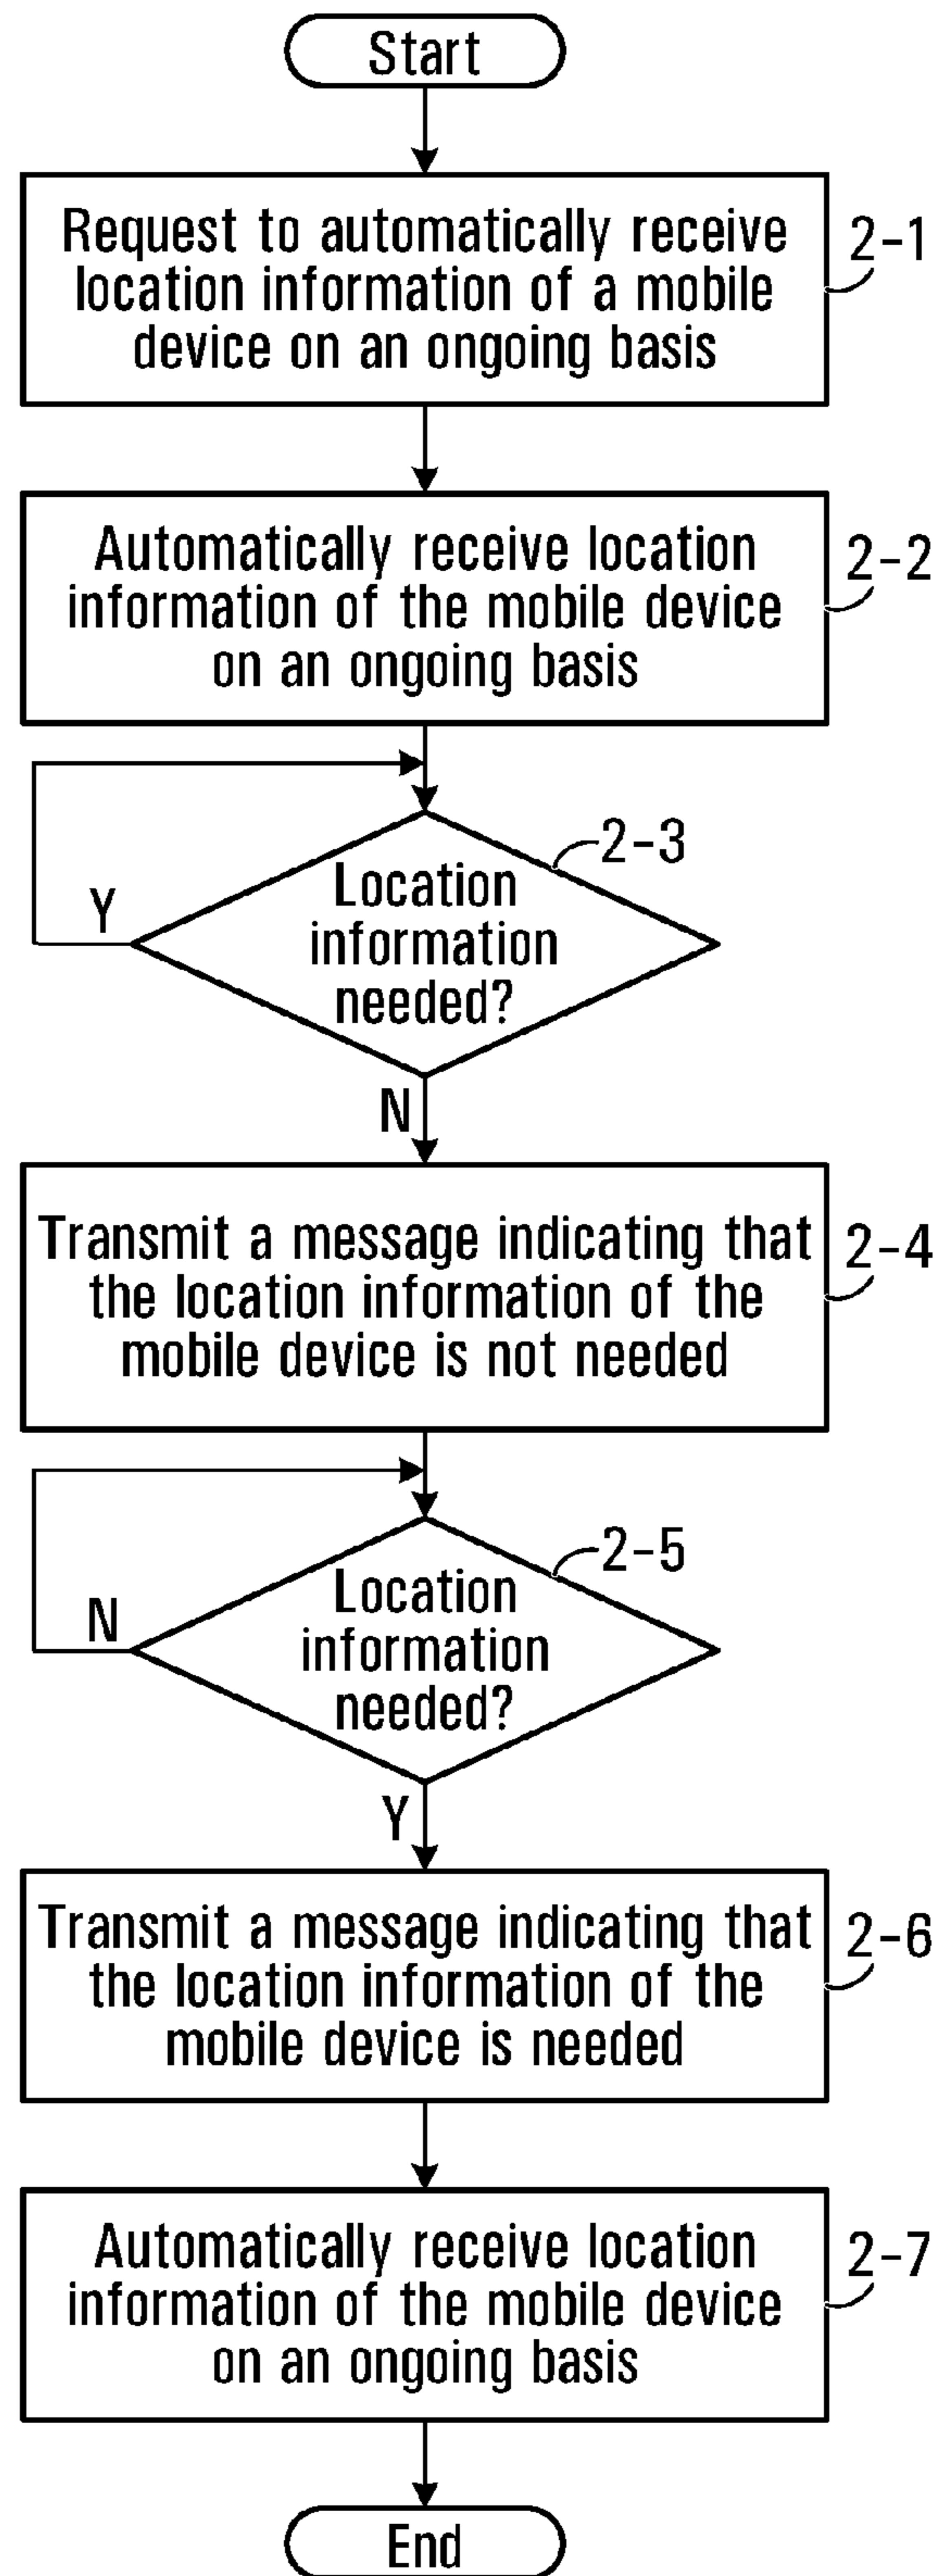 Start
Request to automatically receive
location information of a mobile
device on an ongoing basis
2-1
Automatically receive location
information of the mobile device
on an ongoing basis
2-2
2-3
Location
information
needed?
Y
N
Transmit a message indicating that
the location information of the
mobile device is not needed
2-4
2-5
Location
information
needed?
N
Y
Transmit a message indicating that
the location information of the
mobile device is needed
2-6
Automatically receive location
information of the mobile device
on an ongoing basis
2-7
End